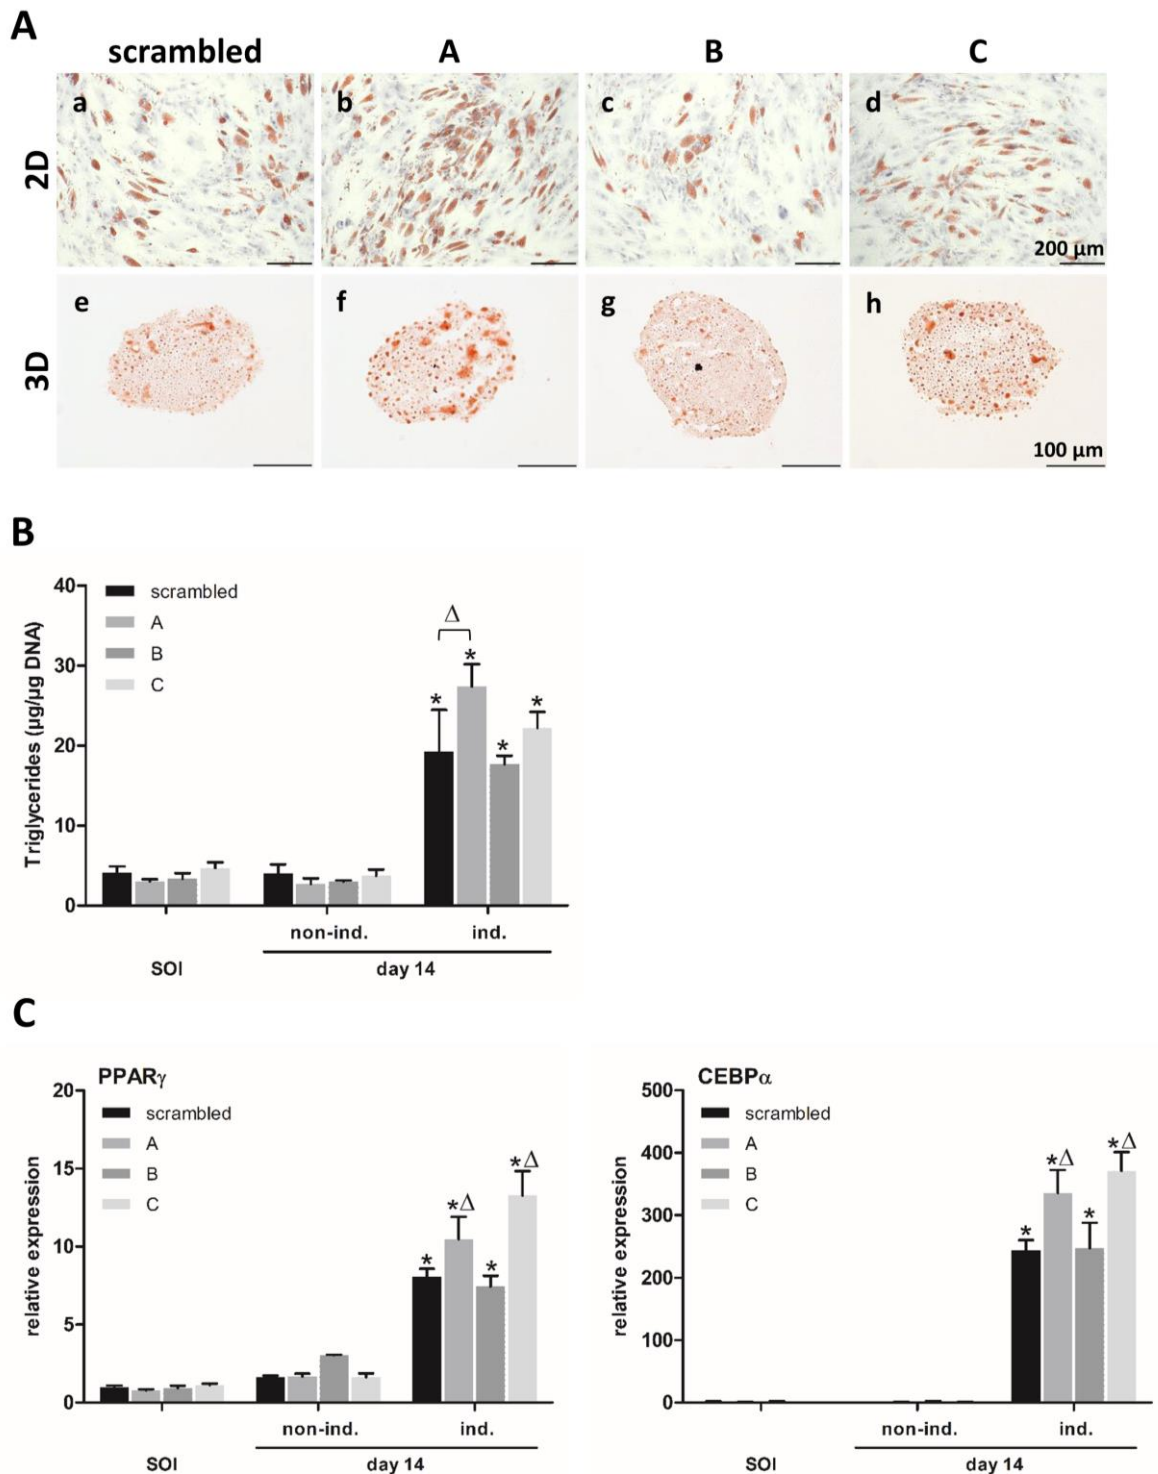 A
scrambled A B C
2D
a b c d
200 µm
3D
e f g h
100 µm
B
Triglycerides (µg/µg DNA)
40
30
20
10
0
scrambled
A
B
C
Δ
* * * *
non-ind. ind.
SOI day 14
C
PPARγ
relative expression
20
15
10
5
0
scrambled
A
B
C
* *Δ * *Δ
non-ind. ind.
SOI day 14
CEBPα
relative expression
500
400
300
200
100
0
scrambled
A
B
C
* *Δ * *Δ
non-ind. ind.
SOI day 14